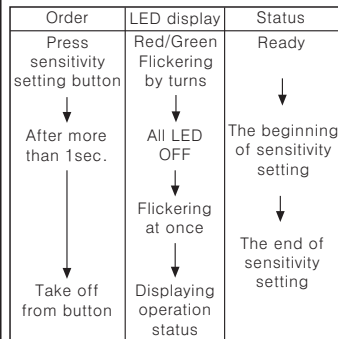 Order
LED display
Status
Press
sensitivity
setting button
Red/Green
Flickering
by turns
Ready
After more
than 1sec.
All LED
OFF
The beginning
of sensitivity
setting
Flickering
at once
The end of
sensitivity
setting
Take off
from button
Displaying
operation
status